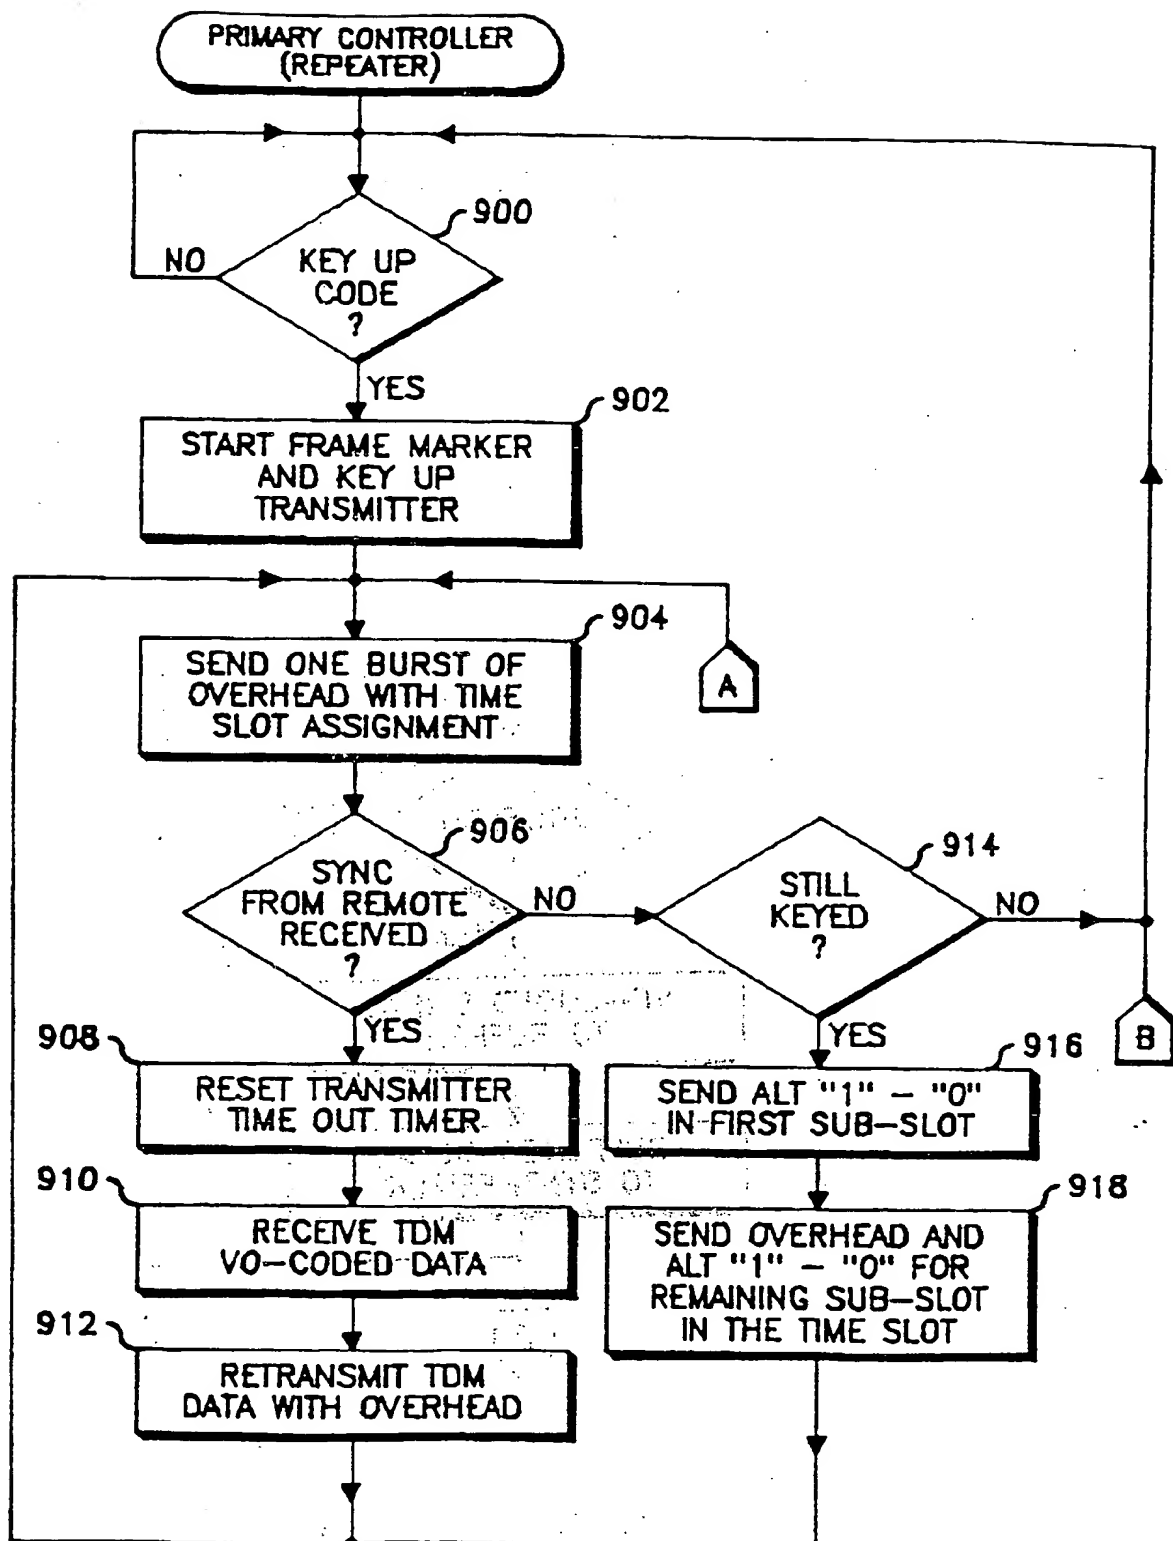 PRIMARY CONTROLLER
(REPEATER)
900
NO
KEY UP
CODE
?
YES
902
START FRAME MARKER
AND KEY UP
TRANSMITTER
904
SEND ONE BURST OF
OVERHEAD WITH TIME
SLOT ASSIGNMENT
A
906
SYNC
FROM REMOTE
RECEIVED
?
NO
914
STILL
KEYED
?
NO
YES
YES
B
908
RESET TRANSMITTER
TIME OUT TIMER
916
SEND ALT "1" - "0"
IN FIRST SUB-SLOT
910
RECEIVE TDM
VO-CODED DATA
918
SEND OVERHEAD AND
ALT "1" - "0" FOR
REMAINING SUB-SLOT
IN THE TIME SLOT
912
RETRANSMIT TDM
DATA WITH OVERHEAD